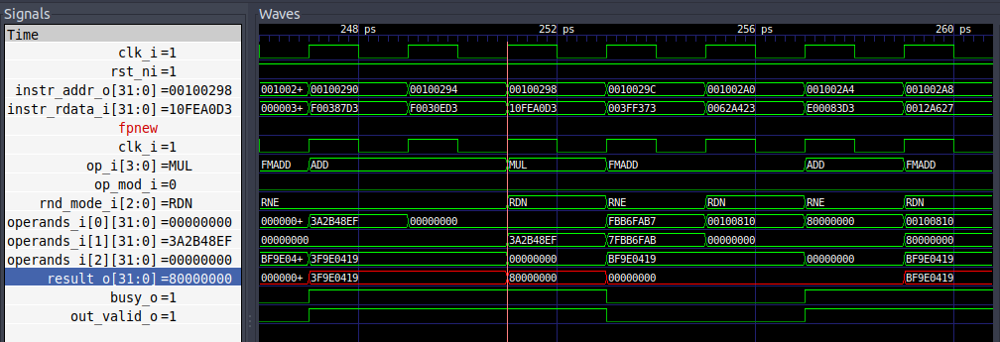 Signals
Waves
Time
248 ps 252 ps 256 ps 260 ps
clk_i=1
rst_ni=1
instr_addr_o[31:0]=00100298 001002+ 00100290 00100294 00100298 0010029C 001002A0 001002A4 001002A8
instr_rdata_i[31:0]=10FEA0D3 000003+ F00387D3 F0030ED3 10FEA0D3 003FF373 0062A423 E00083D3 0012A627
fpnew
clk_i=1
op_i[3:0]=MUL FMADD ADD MUL FMADD ADD FMADD
op_mod_i=0
rnd_mode_i[2:0]=RDN RNE RDN RNE RDN RNE RDN
operands_i[0][31:0]=00000000 000000+ 3A2B48EF 00000000 FBB6FAB7 00100810 80000000 00100810
operands_i[1][31:0]=3A2B48EF 00000000 3A2B48EF 7FBB6FAB 00000000 80000000
operands_i[2][31:0]=00000000 BF9E04+ 3F9E0419 00000000 BF9E0419 00000000 BF9E0419
result_o[31:0]=80000000 000000+ 3F9E0419 80000000 00000000 BF9E0419
busy_o=1
out_valid_o=1